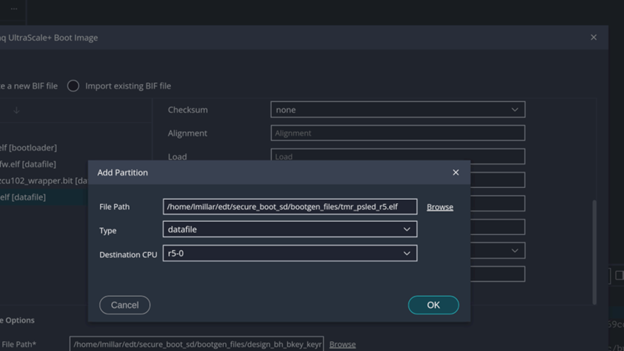 q UltraScale+ Boot Image
e a new BIF file Import existing BIF file
Checksum none
Alignment Alignment
elf [bootloader]
Load Load
fw.elf [datafile]
zcu102_wrapper.bit [da
elf [datafile]
Add Partition
File Path /home/lmillar/edt/secure_boot_sd/bootgen_files/tmr_psled_r5.elf Browse
Type datafile
Destination CPU r5-0
Cancel OK
e Options
File Path* /home/lmillar/edt/secure_boot_sd/bootgen_files/design_bh_bkey_keyr Browse